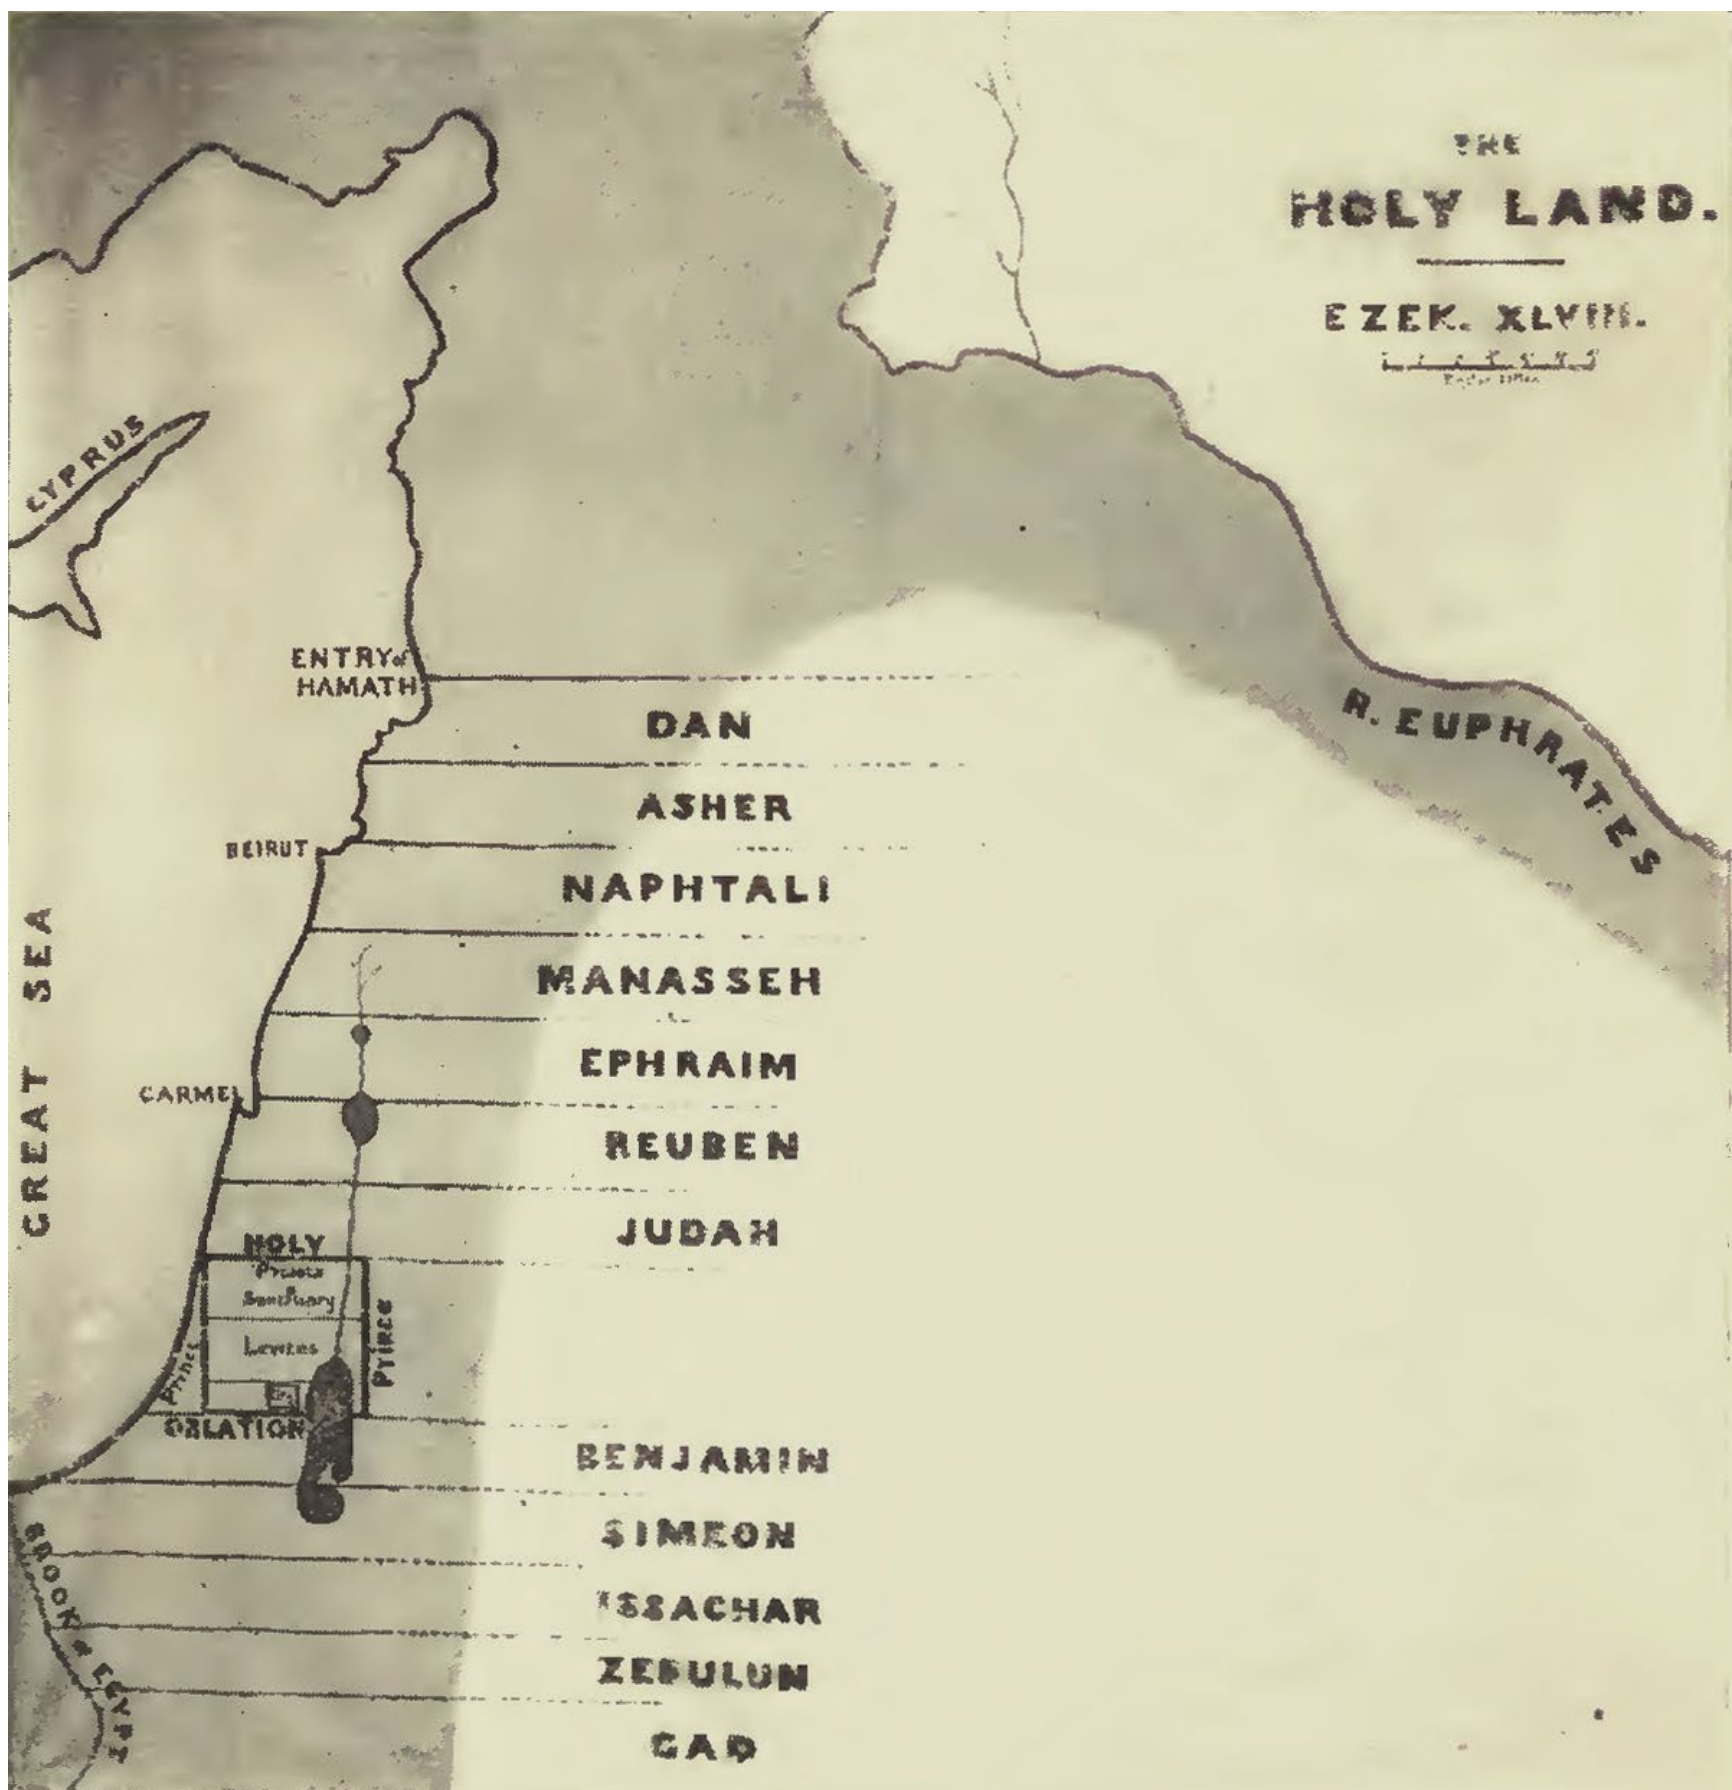 THE
HOLY LAND.
EZEK. XLVIII.
CYPRUS
ENTRY of
HAMATH
R. EUPHRATES
DAN
ASHER
BEIRUT
NAPHTALI
GREAT SEA
MANASSEH
EPHRAIM
CARMEL
REUBEN
JUDAH
HOLY
Priests
Sanctuary
Levites
Prince
Prince
OBLATION
BENJAMIN
SIMEON
ISSACHAR
BROOK of EGYPT
ZEBULUN
GAD